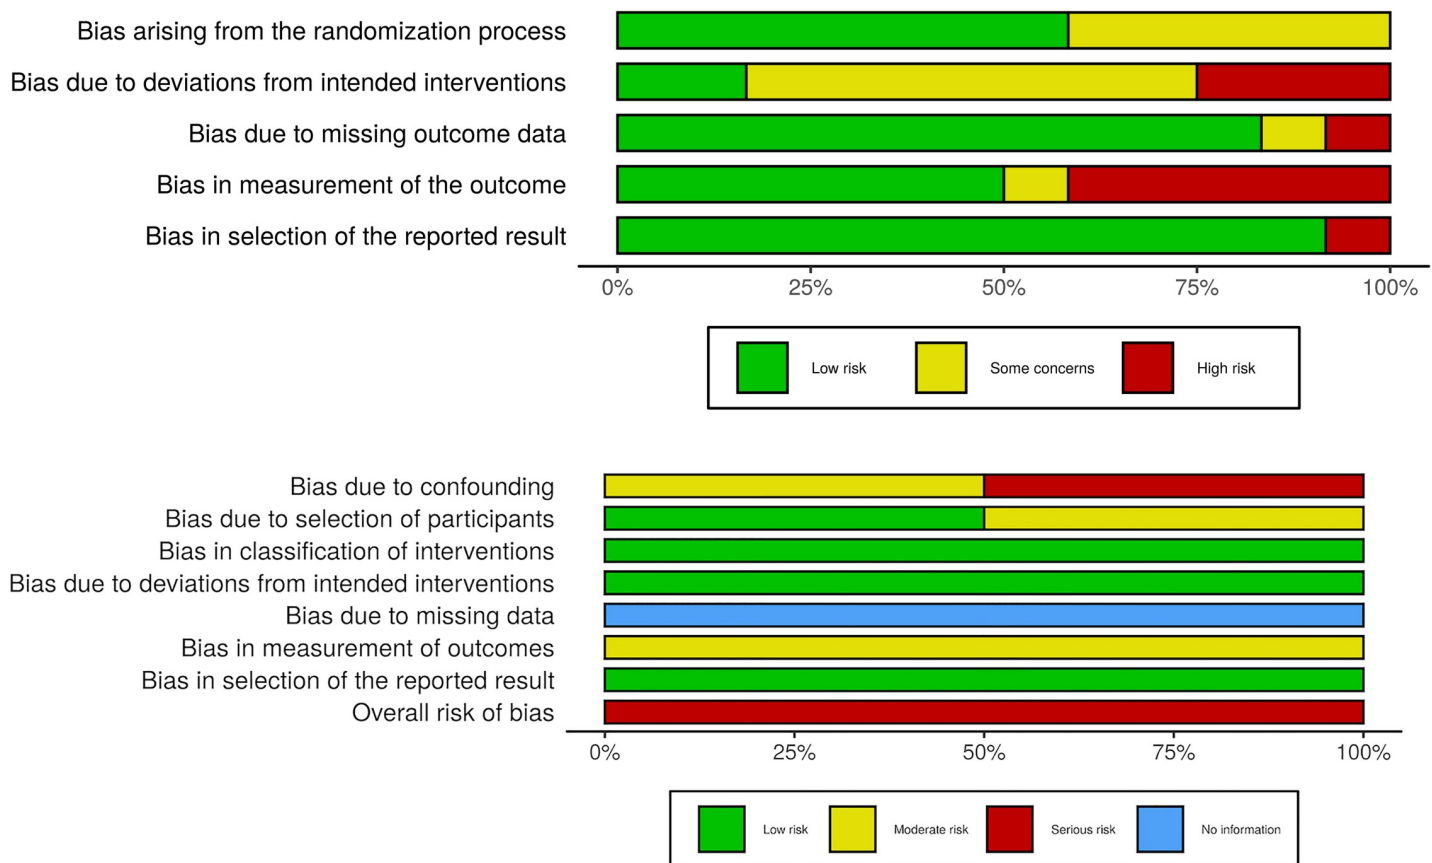 Bias arising from the randomization process
Bias due to deviations from intended interventions
Bias due to missing outcome data
Bias in measurement of the outcome
Bias in selection of the reported result
0% 25% 50% 75% 100%
Low risk Some concerns High risk
Bias due to confounding
Bias due to selection of participants
Bias in classification of interventions
Bias due to deviations from intended interventions
Bias due to missing data
Bias in measurement of outcomes
Bias in selection of the reported result
Overall risk of bias
0% 25% 50% 75% 100%
Low risk Moderate risk Serious risk No information